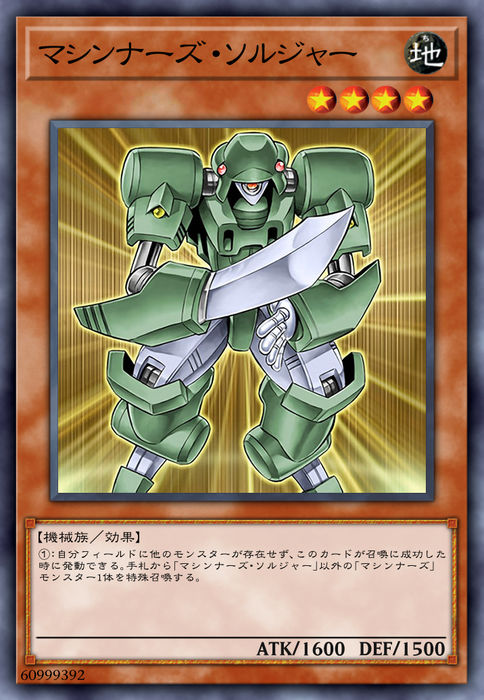 マシンナーズ・ソルジャー
ち
地
【機械族／効果】
①：自分フィールドに他のモンスターが存在せず、このカードが召喚に成功した
時に発動できる。手札から「マシンナーズ・ソルジャー」以外の「マシンナーズ」
モンスター1体を特殊召喚する。
ATK/1600 DEF/1500
60999392